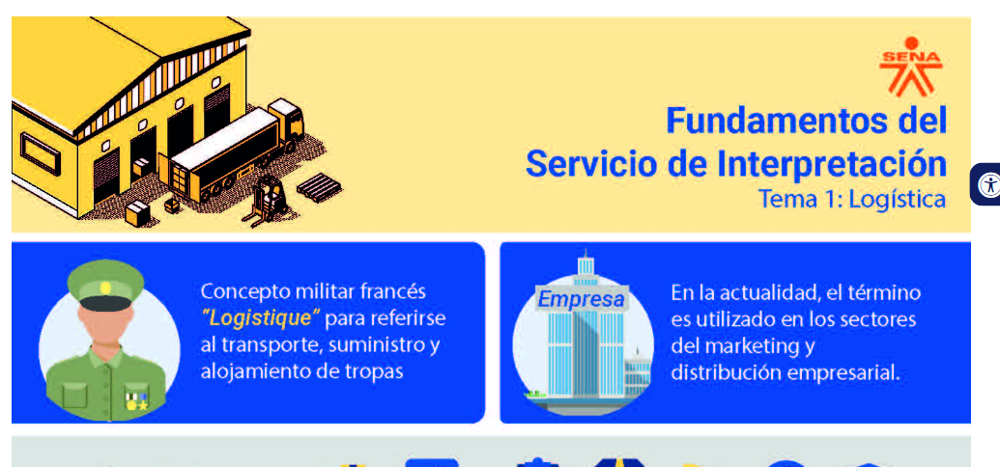 SENA
Fundamentos del
Servicio de Interpretación
Tema 1: Logística
Concepto militar francés
“Logistique” para referirse
al transporte, suministro y
alojamiento de tropas
Empresa
En la actualidad, el término
es utilizado en los sectores
del marketing y
distribución empresarial.